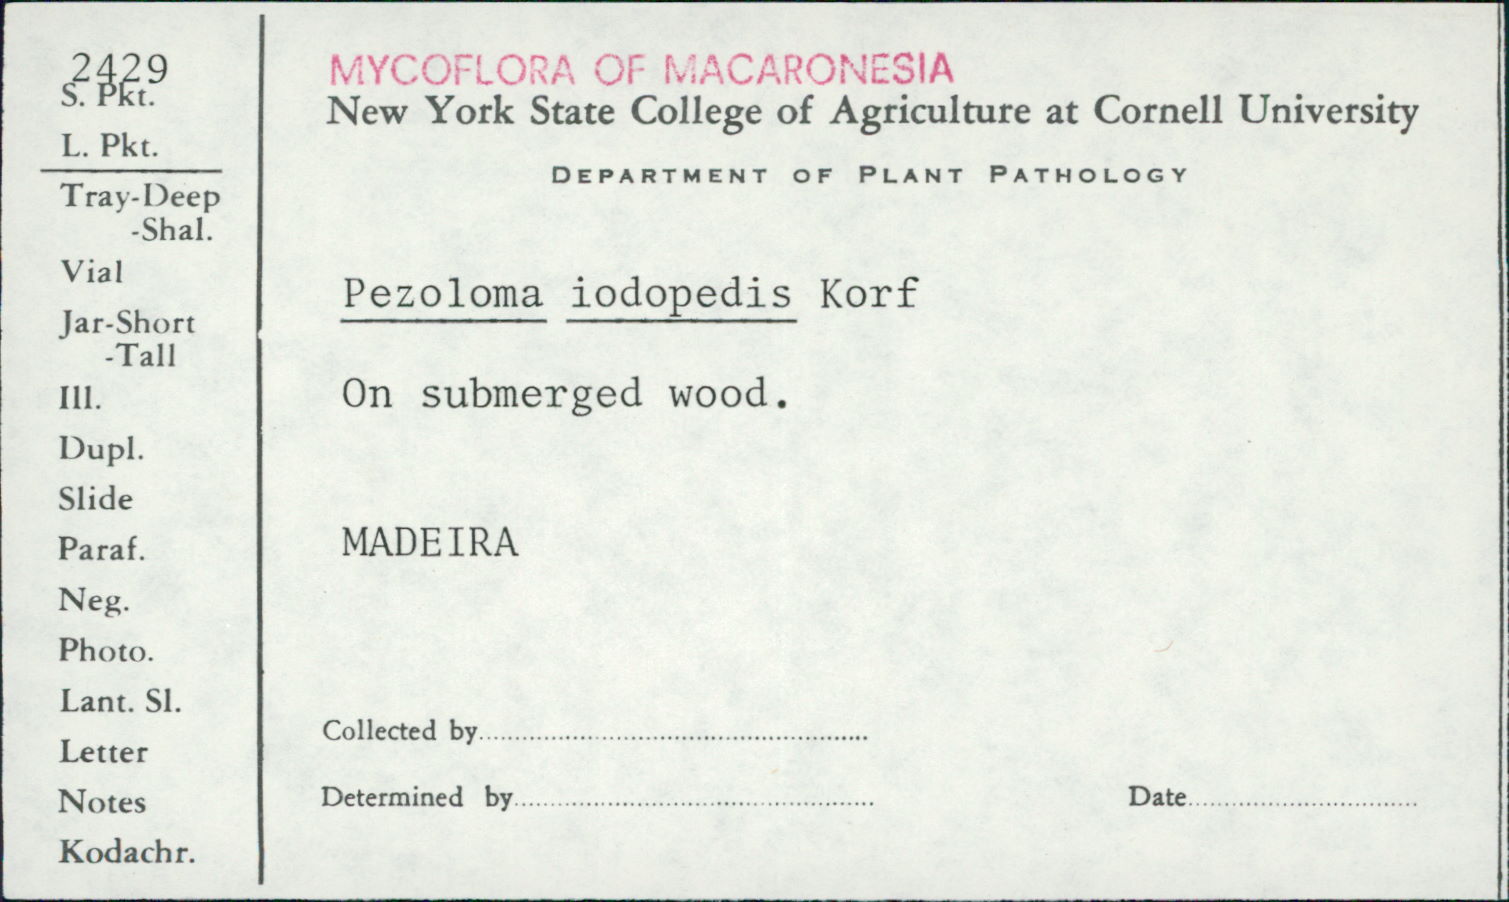 2429
S. Pkt.
L. Pkt.
Tray-Deep
-Shal.
Vial
Jar-Short
-Tall
Ill.
Dupl.
Slide
Paraf.
Neg.
Photo.
Lant. Sl.
Letter
Notes
Kodachr.
MYCOFLORA OF MACARONESIA
New York State College of Agriculture at Cornell University
DEPARTMENT OF PLANT PATHOLOGY
Pezoloma iodopedis Korf
On submerged wood.
MADEIRA
Collected by
Determined by
Date